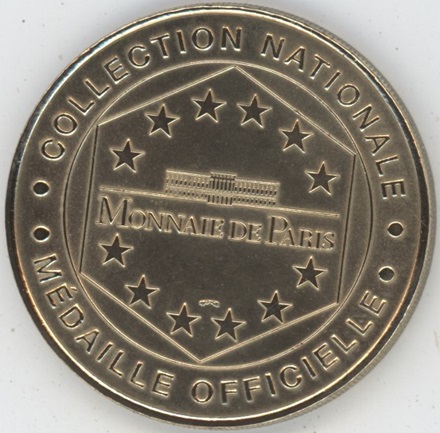 COLLECTION NATIONALE
MONNAIE DE PARIS
MÉDAILLE OFFICIELLE